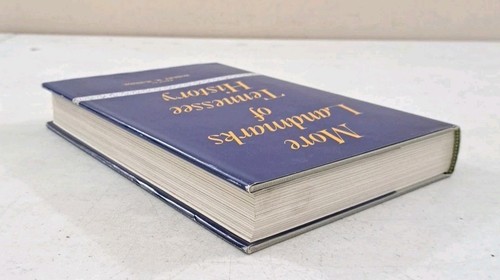 More
Landmarks
of
Tennessee
History